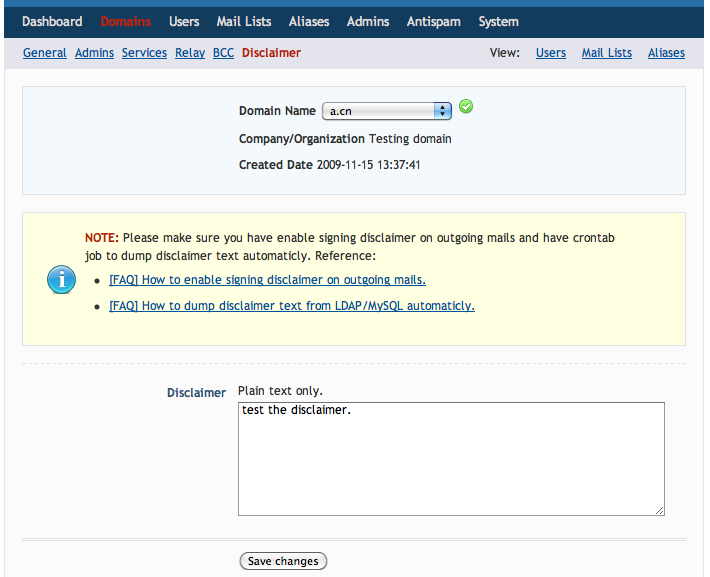 Dashboard Domains Users Mail Lists Aliases Admins Antispam System
General Admins Services Relay BCC Disclaimer View: Users Mail Lists Aliases
Domain Name a.cn
Company/Organization Testing domain
Created Date 2009-11-15 13:37:41
NOTE: Please make sure you have enable signing disclaimer on outgoing mails and have crontab
job to dump disclaimer text automaticly. Reference:
[FAQ] How to enable signing disclaimer on outgoing mails.
[FAQ] How to dump disclaimer text from LDAP/MySQL automaticly.
Disclaimer Plain text only.
test the disclaimer.
Save changes